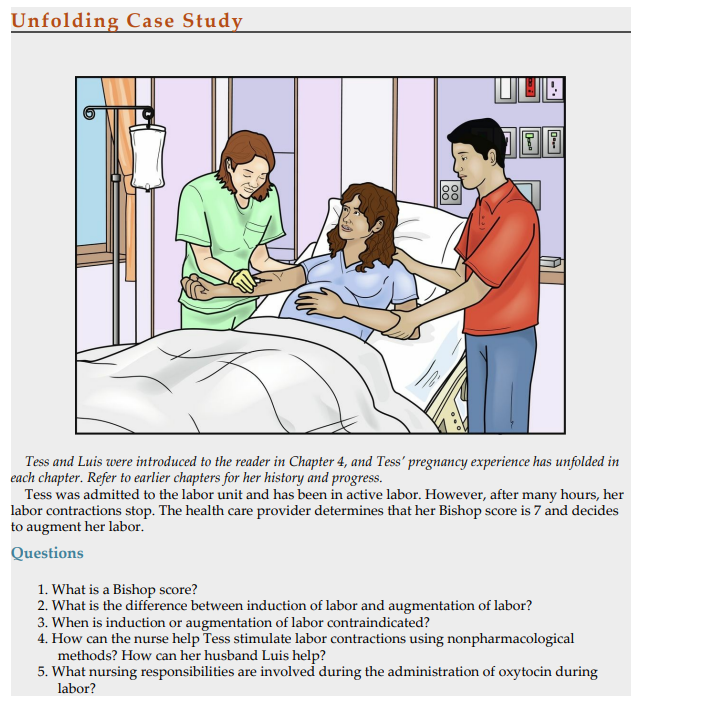 Unfolding Case Study
Tess and Luis were introduced to the reader in Chapter 4, and Tess’ pregnancy experience has unfolded in
each chapter. Refer to earlier chapters for her history and progress.
Tess was admitted to the labor unit and has been in active labor. However, after many hours, her
labor contractions stop. The health care provider determines that her Bishop score is 7 and decides
to augment her labor.
Questions
1. What is a Bishop score?
2. What is the difference between induction of labor and augmentation of labor?
3. When is induction or augmentation of labor contraindicated?
4. How can the nurse help Tess stimulate labor contractions using nonpharmacological
methods? How can her husband Luis help?
5. What nursing responsibilities are involved during the administration of oxytocin during
labor?